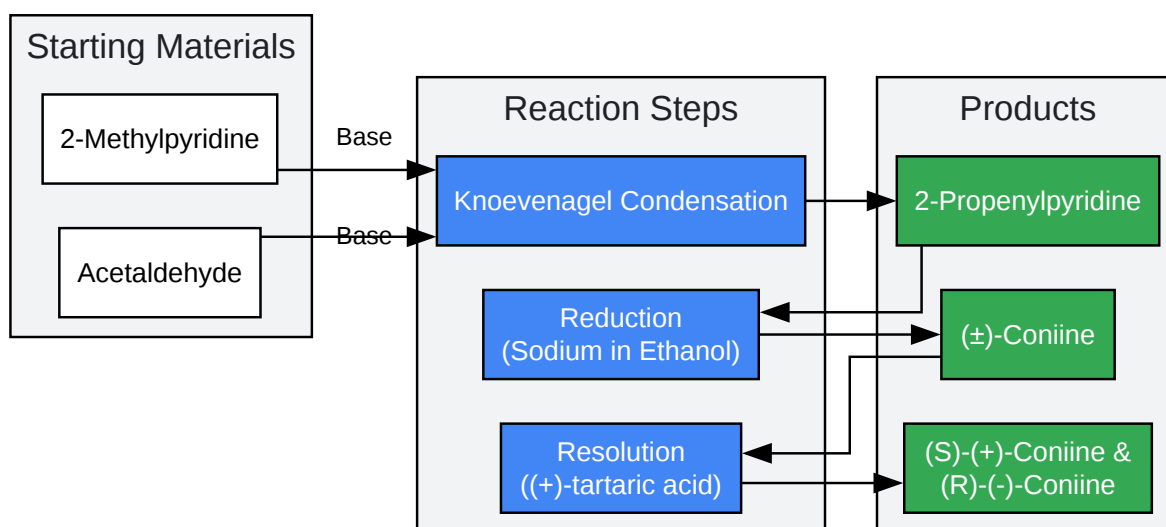 Starting Materials
2-Methylpyridine
Acetaldehyde
Base
Base
Reaction Steps
Knoevenagel Condensation
Reduction
(Sodium in Ethanol)
Resolution
((+)-tartaric acid)
Products
2-Propenylpyridine
(±)-Coniine
(S)-(+)-Coniine &
(R)-(-)-Coniine